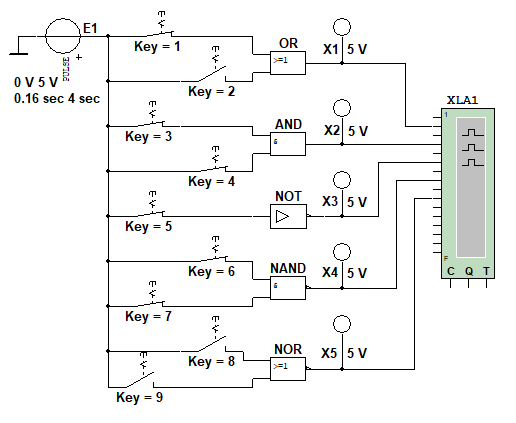 E1
PULSE
+
0 V 5 V
0.16 sec 4 sec
Key = 1
OR
>=1
X1 5 V
Key = 2
XLA1
1
Key = 3
AND
&
X2 5 V
Key = 4
Key = 5
NOT
X3 5 V
Key = 6
NAND
&
X4 5 V
F
C Q T
Key = 7
Key = 8
NOR
>=1
X5 5 V
Key = 9